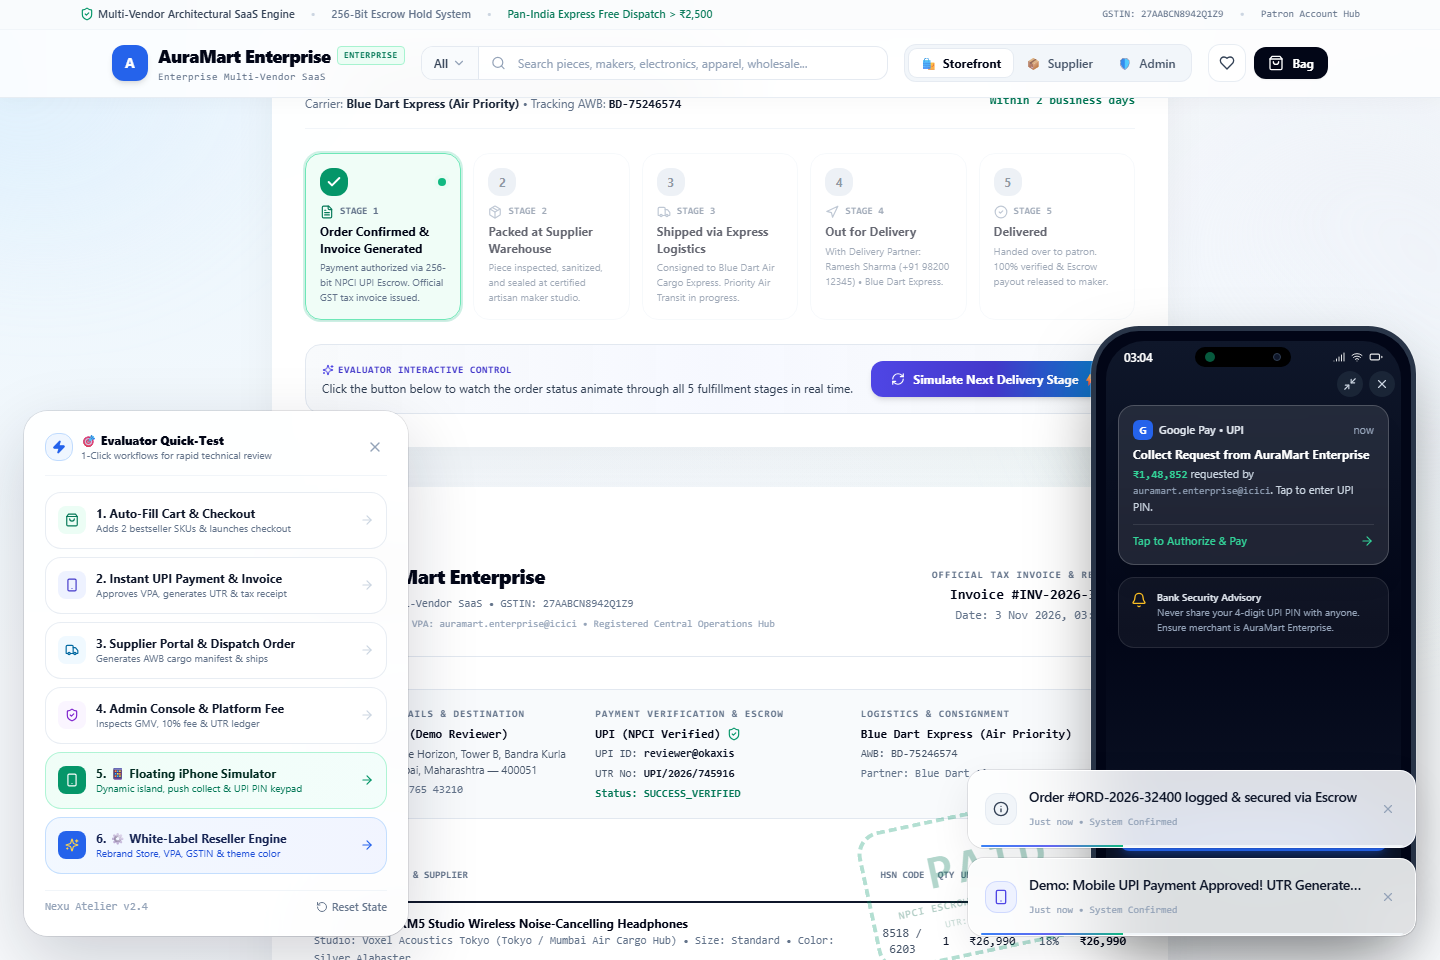 Multi-Vendor Architectural SaaS Engine
256-Bit Escrow Hold System
Pan-India Express Free Dispatch > ₹2,500
GSTIN: 27AABCN8942Q1Z9
Patron Account Hub
A
AuraMart Enterprise
ENTERPRISE
Enterprise Multi-Vendor SaaS
All
Search pieces, makers, electronics, apparel, wholesale...
Storefront
Supplier
Admin
Bag
Carrier: Blue Dart Express (Air Priority) • Tracking AWB: BD-75246574
Within 2 business days
STAGE 1
Order Confirmed &
Invoice Generated
Payment authorized via 256-
bit NPCI UPI Escrow. Official
GST tax invoice issued.
2
STAGE 2
Packed at Supplier
Warehouse
Piece inspected, sanitized,
and sealed at certified
artisan maker studio.
3
STAGE 3
Shipped via Express
Logistics
Consigned to Blue Dart Air
Cargo Express. Priority Air
Transit in progress.
4
STAGE 4
Out for Delivery
With Delivery Partner:
Ramesh Sharma (+91 98200
12345) • Blue Dart Express.
5
STAGE 5
Delivered
Handed over to patron.
100% verified & Escrow
payout released to maker.
EVALUATOR INTERACTIVE CONTROL
Click the button below to watch the order status animate through all 5 fulfillment stages in real time.
Simulate Next Delivery Stage
Evaluator Quick-Test
1-Click workflows for rapid technical review
1. Auto-Fill Cart & Checkout
Adds 2 bestseller SKUs & launches checkout
2. Instant UPI Payment & Invoice
Approves VPA, generates UTR & tax receipt
3. Supplier Portal & Dispatch Order
Generates AWB cargo manifest & ships
4. Admin Console & Platform Fee
Inspects GMV, 10% fee & UTR ledger
5. Floating iPhone Simulator
Dynamic island, push collect & UPI PIN keypad
6. White-Label Reseller Engine
Rebrand Store, VPA, GSTIN & theme color
Nexu Atelier v2.4
Reset State
Mart Enterprise
-Vendor SaaS • GSTIN: 27AABCN8942Q1Z9
VPA: auramart.enterprise@icici • Registered Central Operations Hub
OFFICIAL TAX INVOICE & RE
Invoice #INV-2026-
Date: 3 Nov 2026, 03:
AILS & DESTINATION
(Demo Reviewer)
e Horizon, Tower B, Bandra Kurla
ai, Maharashtra — 400051
765 43210
PAYMENT VERIFICATION & ESCROW
UPI (NPCI Verified)
UPI ID: reviewer@okaxis
UTR No: UPI/2026/745916
Status: SUCCESS_VERIFIED
LOGISTICS & CONSIGNMENT
Blue Dart Express (Air Priority)
AWB: BD-75246574
Partner: Blue Dart
& SUPPLIER
HSN CODE
QTY
PAID
NPCI ESCROW
UTR:
M5 Studio Wireless Noise-Cancelling Headphones
Studio: Voxel Acoustics Tokyo (Tokyo / Mumbai Air Cargo Hub) • Size: Standard • Color:
Silver Alabaster
8518 /
6203
1
₹26,990
18%
₹26,990
03:04
G
Google Pay • UPI
now
Collect Request from AuraMart Enterprise
₹1,48,852 requested by
auramart.enterprise@icici. Tap to enter UPI
PIN.
Tap to Authorize & Pay
Bank Security Advisory
Never share your 4-digit UPI PIN with anyone.
Ensure merchant is AuraMart Enterprise.
Order #ORD-2026-32400 logged & secured via Escrow
Just now • System Confirmed
Demo: Mobile UPI Payment Approved! UTR Generate...
Just now • System Confirmed